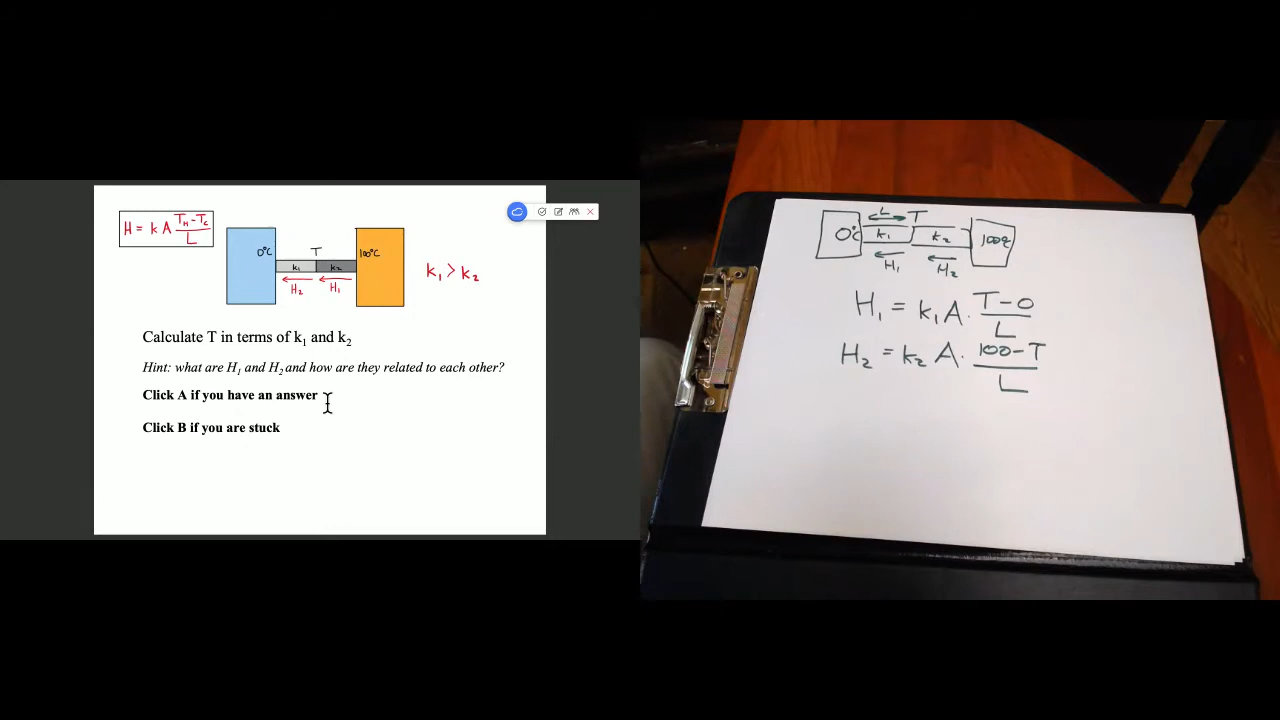 H = k A (T_H - T_C) / L
0°C
T
100°C
k₁ k₂
H₂ H₁
k₁ > k₂
Calculate T in terms of k₁ and k₂
Hint: what are H₁ and H₂ and how are they related to each other?
Click A if you have an answer
Click B if you are stuck
L T
0°C k₁ k₂ 100°C
H₁ H₂
H₁ = k₁ A · (T - 0) / L
H₂ = k₂ A · (100 - T) / L